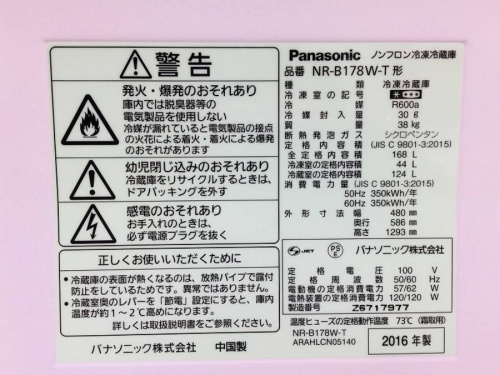 警告
発火・爆発のおそれあり
庫内では脱臭器等の
電気製品を使用しない
冷媒が漏れていると電気製品の接点
の火花による着火・着火による爆発
のおそれがあります
幼児閉じ込みのおそれあり
冷蔵庫をリサイクルするときは、
ドアパッキングを外す
感電のおそれあり
お手入れのときは、
必ず電源プラグを抜く
正しくお使いいただくために
●冷蔵庫の表面が熱くなるのは、放熱パイプで露付
防止をしているためです。異常ではありません。
●冷蔵室奥のレバーを「節電」設定にすると、庫内
温度が約1~2℃高めになります。
詳しくは取扱説明書をご覧ください。
パナソニック株式会社 中国製
Panasonic ノンフロン冷凍冷蔵庫
品番 NR-B178W-T 形
種類 冷凍冷蔵庫
冷凍室の記号
冷媒 R600a
冷媒封入量 30 g
質量 38 kg
断熱発泡ガス シクロペンタン
定格内容積 (JIS C 9801-3:2015)
全定格内容積 168 L
冷凍室の定格内容積 44 L
冷蔵室の定格内容積 124 L
消費電力量 (JIS C 9801-3:2015)
50Hz 350kWh/年
60Hz 350kWh/年
外形寸法 幅 480 mm
奥行 586 mm
高さ 1293 mm
JET PS E パナソニック株式会社
定格電圧 100 V
定格周波数 50/60 Hz
電動機の定格消費電力 57/62 W
電熱装置の定格消費電力 120/120 W
製造番号 Z6717977
温度ヒューズの定格動作温度 73℃ (霜取用)
NR-B178W-T
ARAHLCN05140
2016 年製